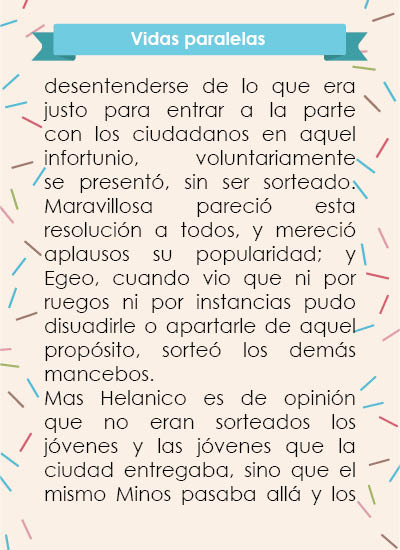 Vidas paralelas
desentenderse de lo que era
justo para entrar a la parte
con los ciudadanos en aquel
infortunio, voluntariamente
se presentó, sin ser sorteado.
Maravillosa pareció esta
resolución a todos, y mereció
aplausos su popularidad; y
Egeo, cuando vio que ni por
ruegos ni por instancias pudo
disuadirle o apartarle de aquel
propósito, sorteó los demás
mancebos.
Mas Helanico es de opinión
que no eran sorteados los
jóvenes y las jóvenes que la
ciudad entregaba, sino que el
mismo Minos pasaba allá y los